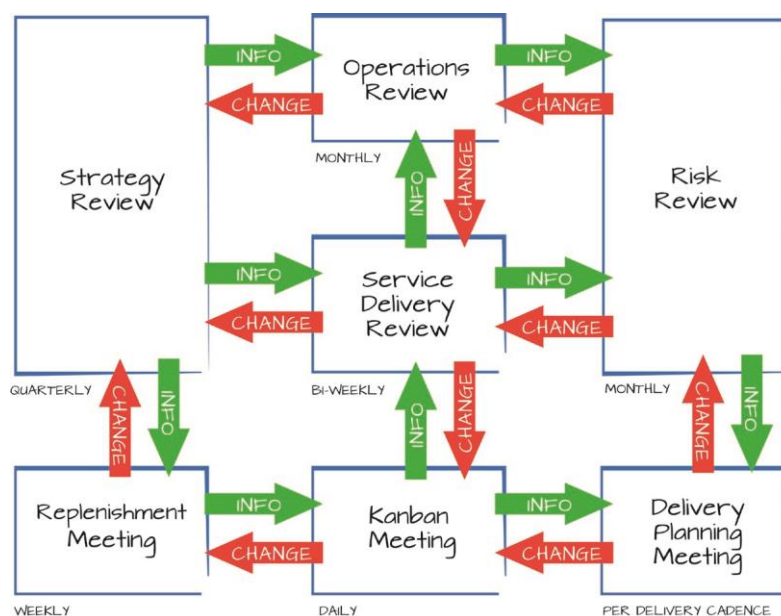 INFO
INFO
Operations
Review
CHANGE
CHANGE
MONTHLY
Strategy
Review
Risk
Review
INFO
CHANGE
INFO
INFO
Service
Delivery
Review
CHANGE
CHANGE
QUARTERLY
BI-WEEKLY
MONTHLY
CHANGE
INFO
INFO
CHANGE
CHANGE
INFO
Replenishment
Meeting
INFO
CHANGE
Kanban
Meeting
INFO
CHANGE
Delivery
Planning
Meeting
WEEKLY
DAILY
PER DELIVERY CADENCE